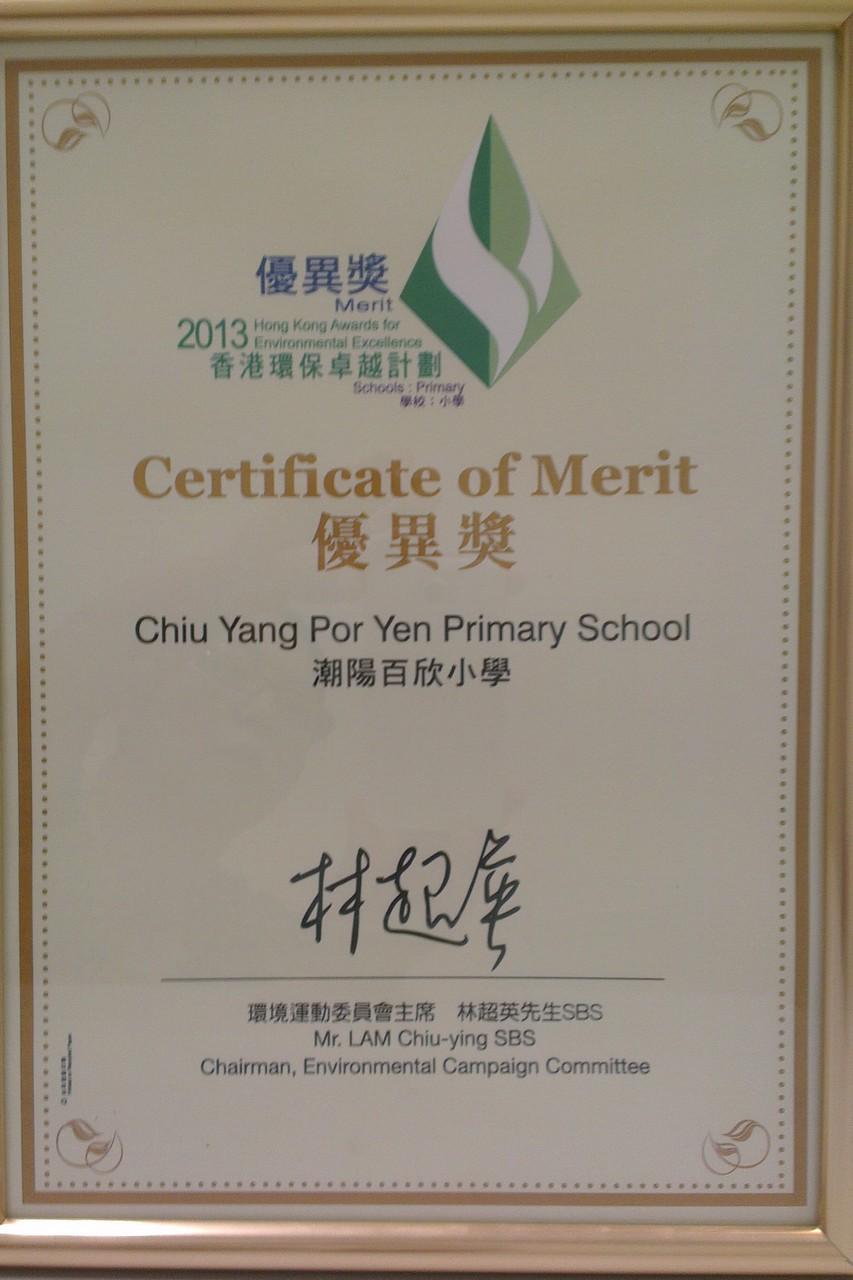 優異獎
Merit
2013 Hong Kong Awards for
Environmental Excellence
香港環保卓越計劃
Schools : Primary
學校：小學
Certificate of Merit
優異獎
Chiu Yang Por Yen Primary School
潮陽百欣小學
林超英
環境運動委員會主席 林超英先生SBS
Mr. LAM Chiu-ying SBS
Chairman, Environmental Campaign Committee